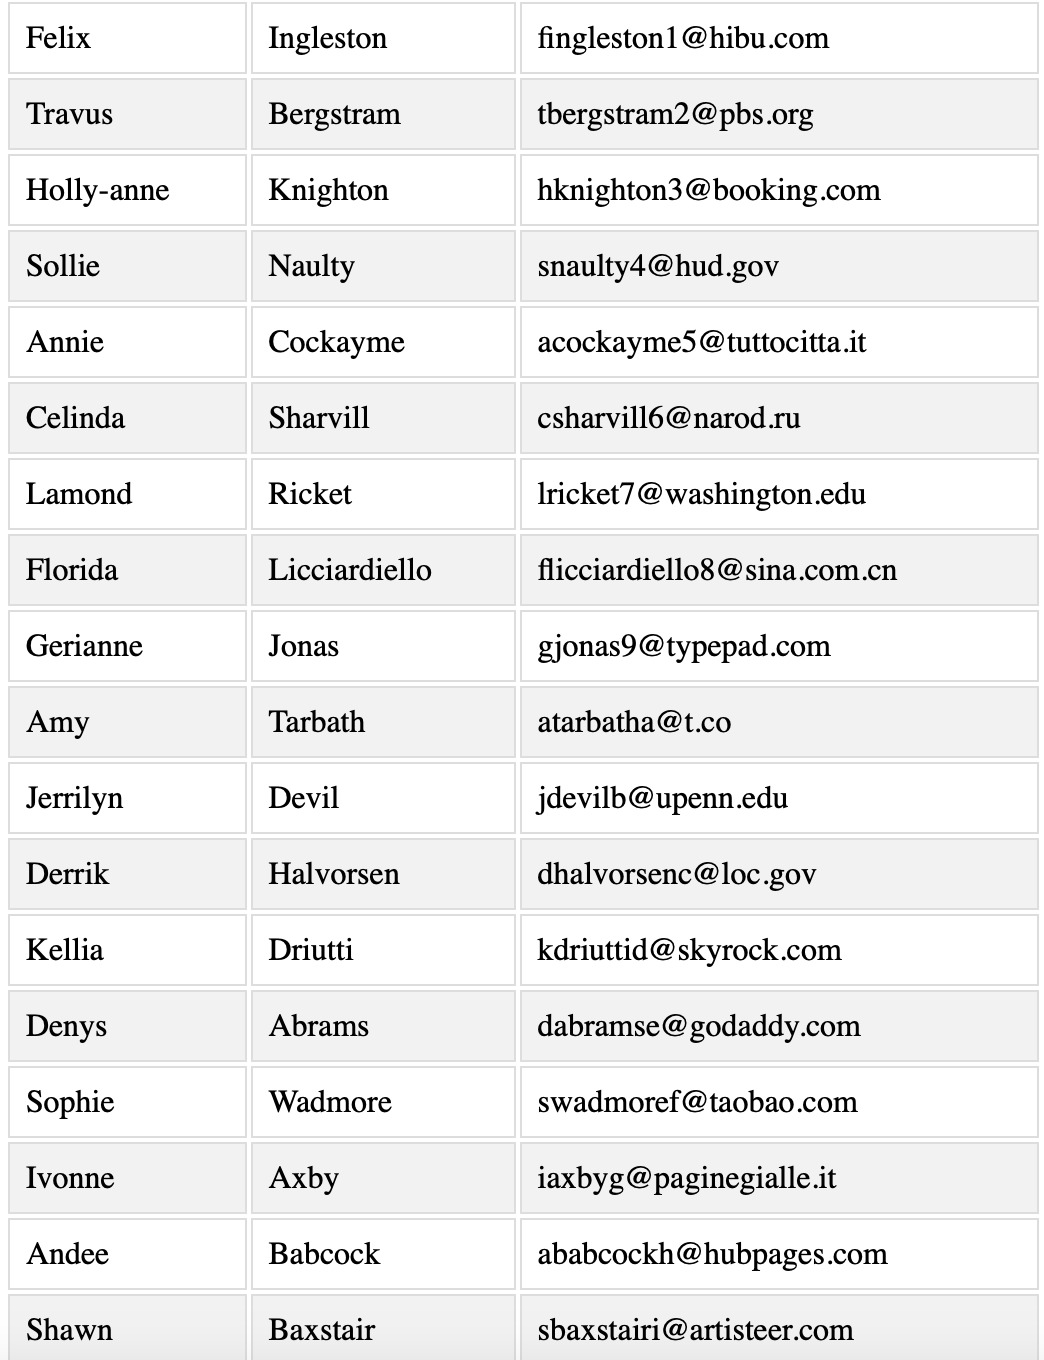 Felix Ingleston fingleston1@hibu.com
Travus Bergstram tbergstram2@pbs.org
Holly-anne Knighton hknighton3@booking.com
Sollie Naulty snaulty4@hud.gov
Annie Cockayme acockayme5@tuttocitta.it
Celinda Sharvill csharvill6@narod.ru
Lamond Ricket lricket7@washington.edu
Florida Licciardiello flicciardiello8@sina.com.cn
Gerianne Jonas gjonas9@typepad.com
Amy Tarbath atarbatha@t.co
Jerrilyn Devil jdevilb@upenn.edu
Derrik Halvorsen dhalvorsenc@loc.gov
Kellia Driutti kdriuttid@skyrock.com
Denys Abrams dabramse@godaddy.com
Sophie Wadmore swadmoref@taobao.com
Ivonne Axby iaxbyg@paginegialle.it
Andee Babcock ababcockh@hubpages.com
Shawn Baxstair sbaxstairi@artisteer.com